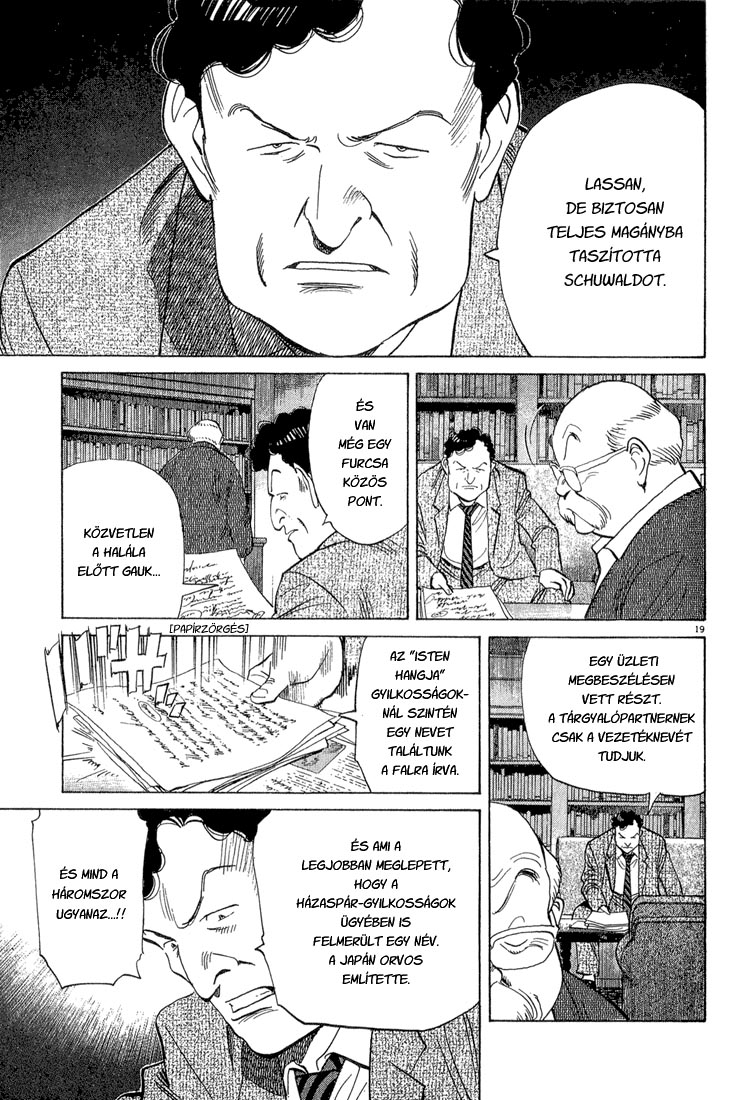 LASSAN,
DE BIZTOSAN
TELJES MAGÁNYBA
TASZÍTOTTA
SCHUWALDOT.
ÉS
VAN
MÉG EGY
FURCSA
KÖZÖS
PONT.
KÖZVETLEN
A HALÁLA
ELŐTT GAUK...
19
EGY ÜZLETI
MEGBESZÉLÉSEN
VETT RÉSZT.
A TÁRGYALÓPARTNERNEK
CSAK A VEZETÉKNEVÉT
TUDJUK.
AZ "ISTEN
HANGJA"
GYILKOSSÁGOK-
NÁL SZINTÉN
EGY NEVET
TALÁLTUNK
A FALRA ÍRVA.
[PAPÍRZÖRGÉS]
ÉS AMI A
LEGJOBBAN MEGLEPETT,
HOGY A
HÁZASPÁR-GYILKOSSÁGOK
ÜGYÉBEN IS
FELMERÜLT EGY NÉV.
A JAPÁN ORVOS
EMLÍTETTE.
ÉS MIND A
HÁROMSZOR
UGYANAZ...!!